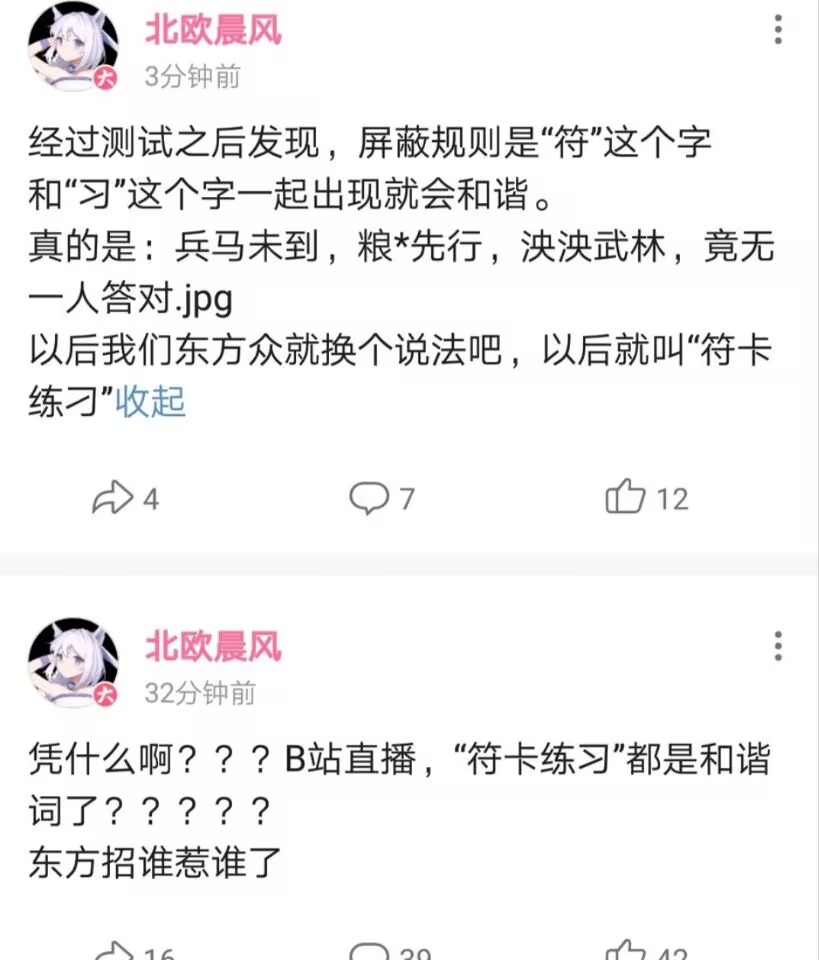 北欧晨风
3分钟前
经过测试之后发现，屏蔽规则是“符”这个字
和“习”这个字一起出现就会和谐。
真的是：兵马未到，粮*先行，泱泱武林，竟无
一人答对.jpg
以后我们东方众就换个说法吧，以后就叫“符卡
练刁”收起
4 7 12
北欧晨风
32分钟前
凭什么啊？？？B站直播，“符卡练习”都是和谐
词了？？？？？
东方招谁惹谁了
16 39 42